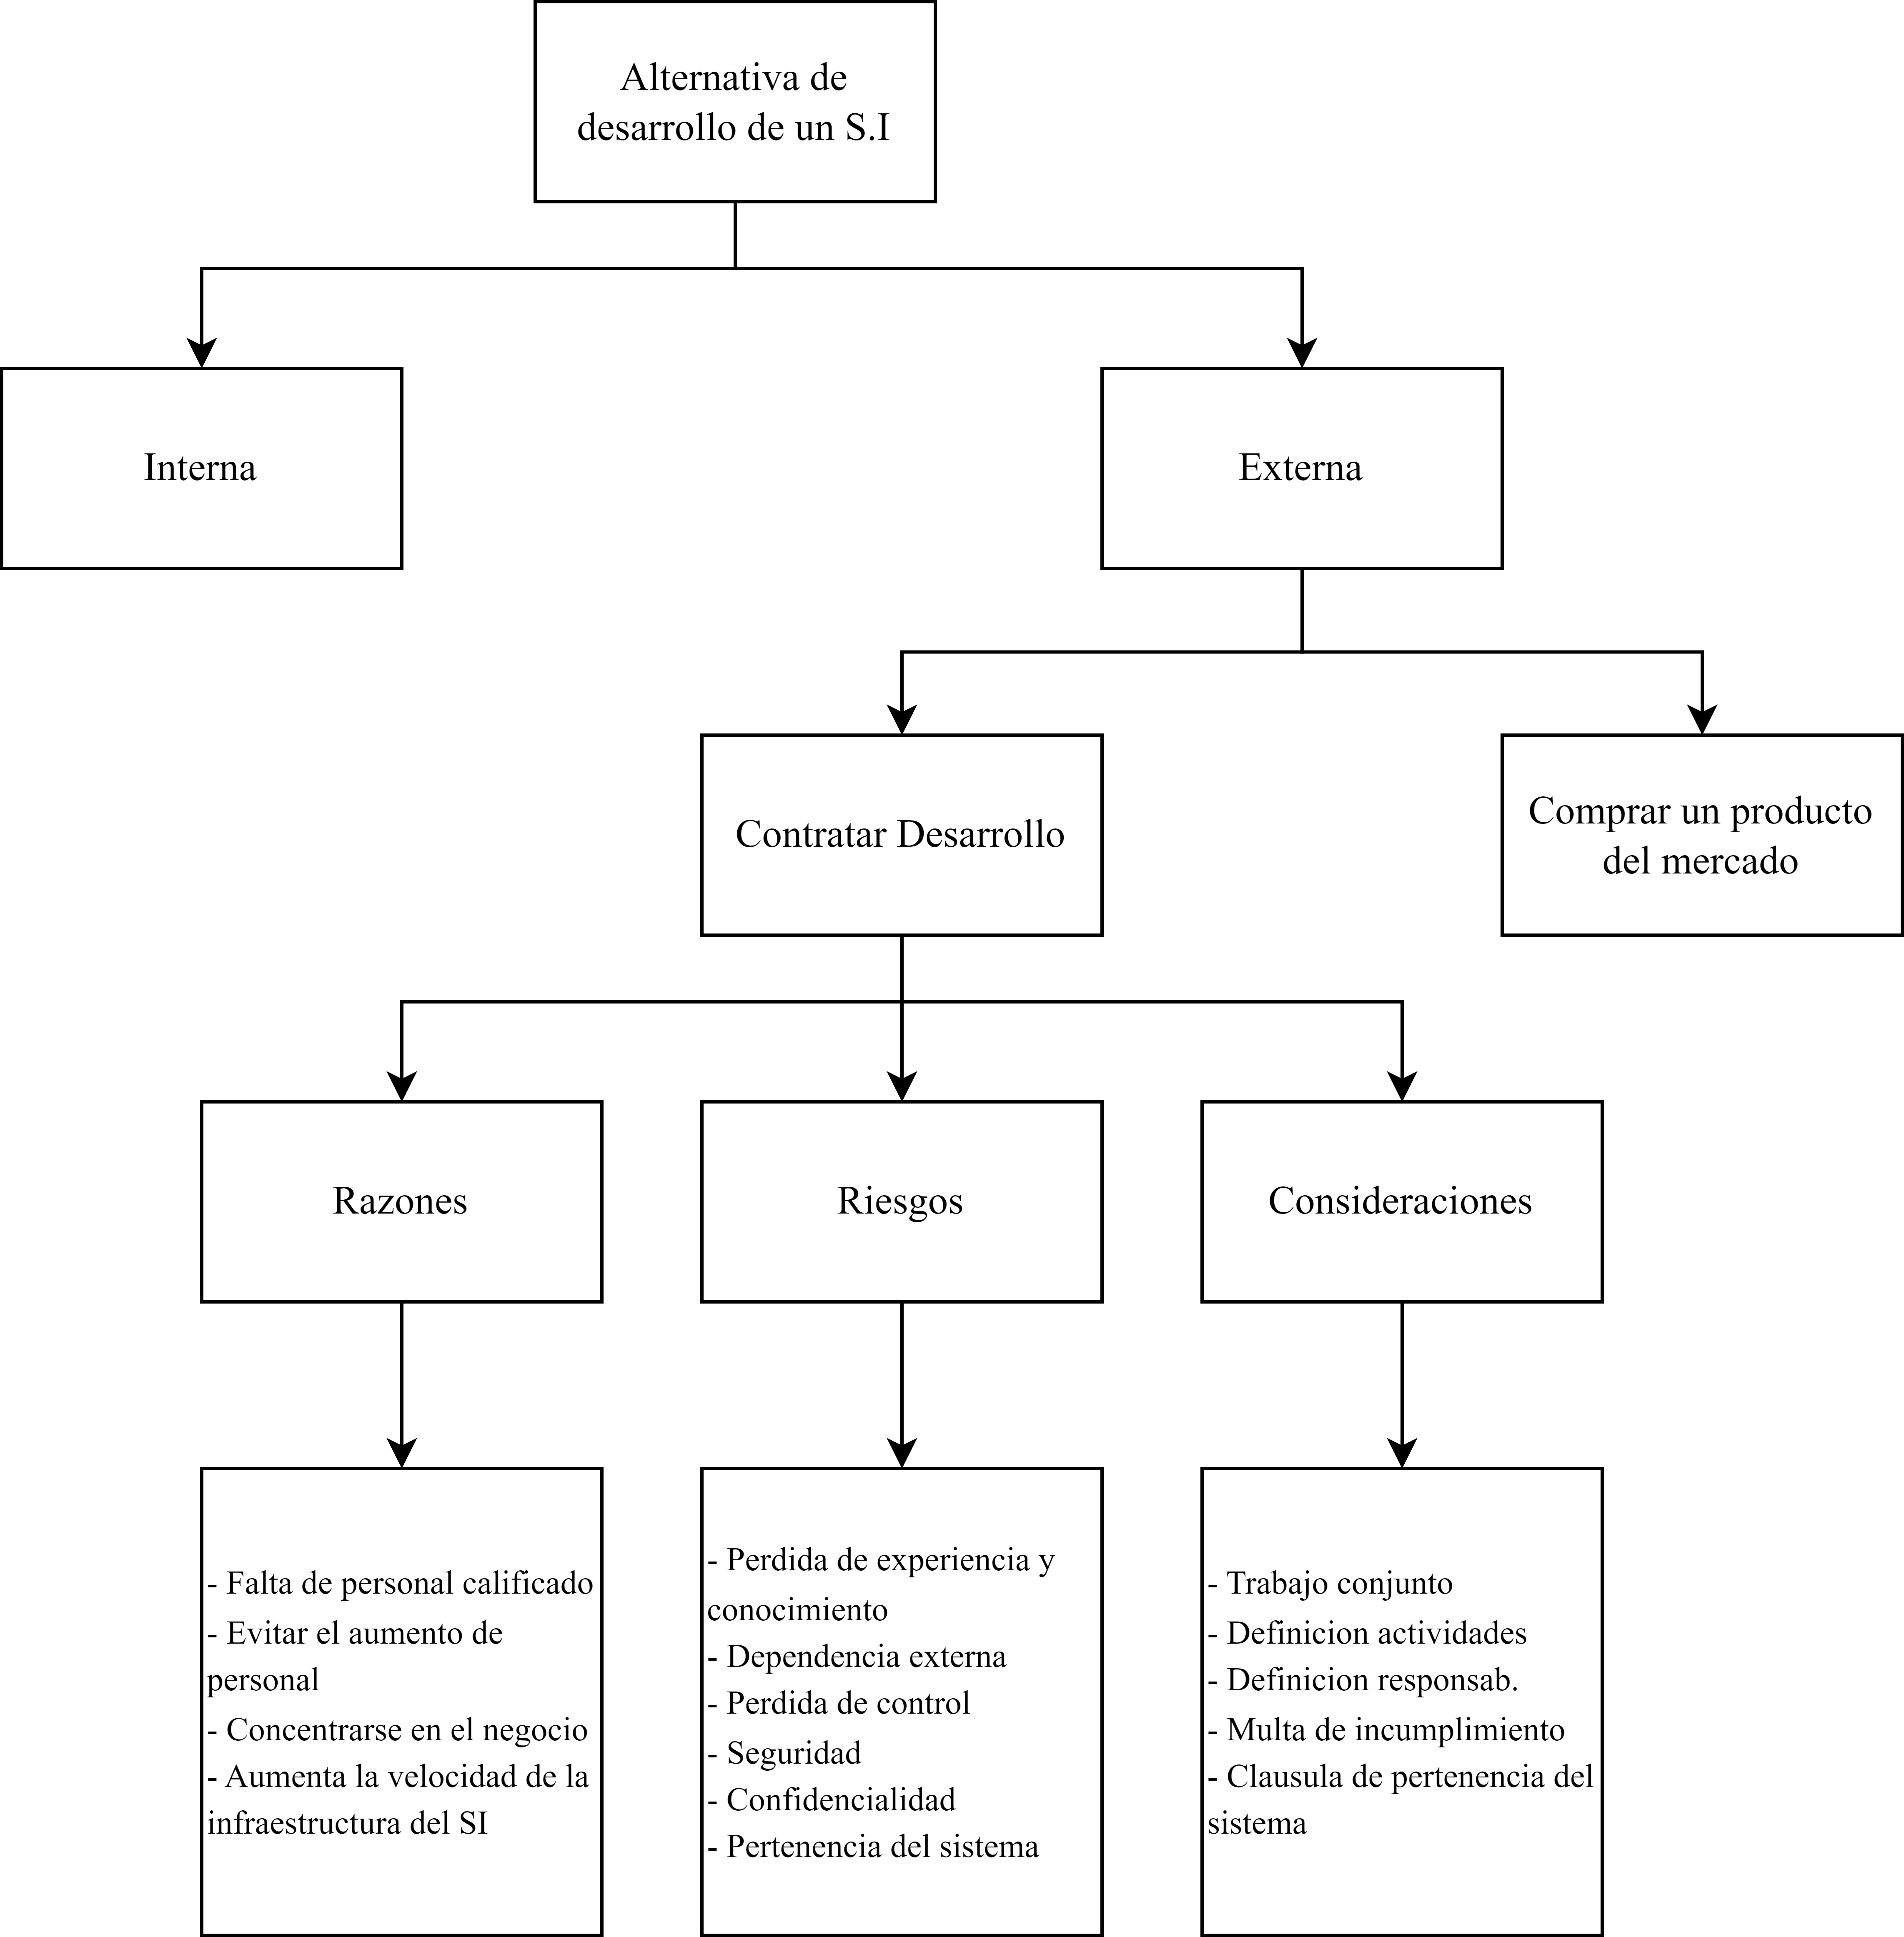 Alternativa de
desarrollo de un S.I
Interna
Externa
Contratar Desarrollo
Comprar un producto
del mercado
Razones
Riesgos
Consideraciones
- Falta de personal calificado
- Evitar el aumento de
personal
- Concentrarse en el negocio
- Aumenta la velocidad de la
infraestructura del SI
- Perdida de experiencia y
conocimiento
- Dependencia externa
- Perdida de control
- Seguridad
- Confidencialidad
- Pertenencia del sistema
- Trabajo conjunto
- Definicion actividades
- Definicion responsab.
- Multa de incumplimiento
- Clausula de pertenencia del
sistema